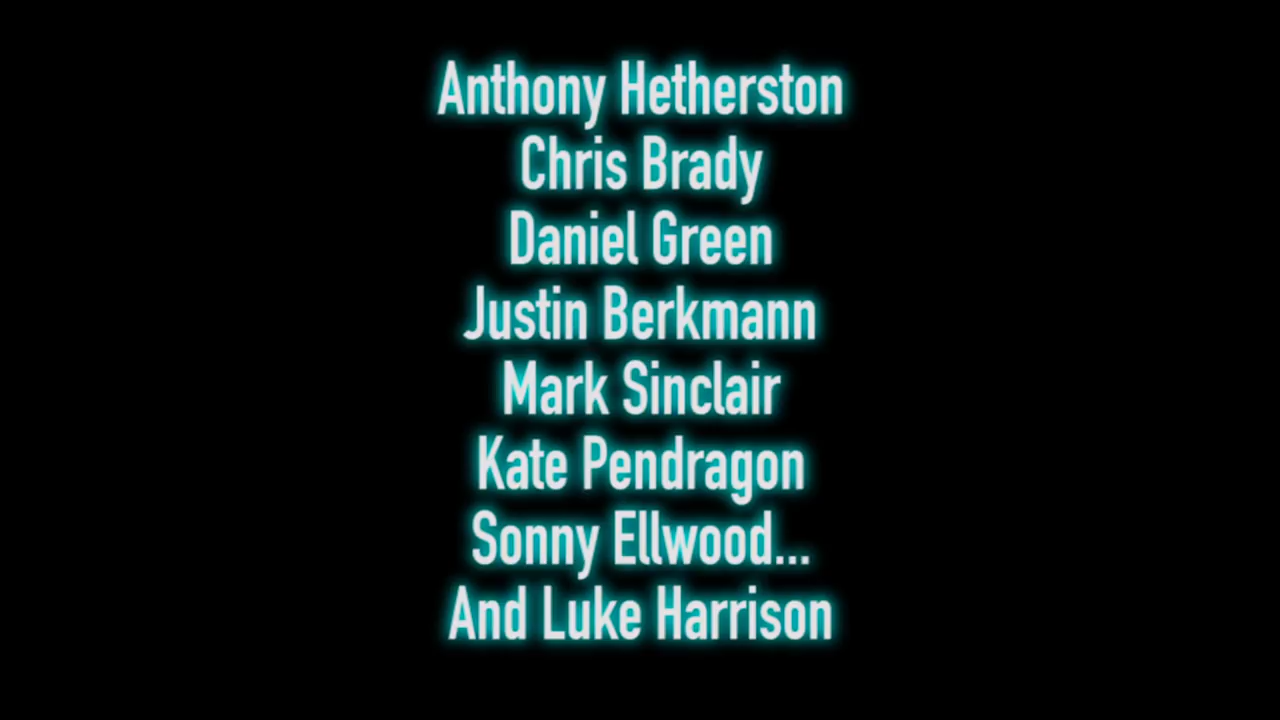 Anthony Hetherston
Chris Brady
Daniel Green
Justin Berkmann
Mark Sinclair
Kate Pendragon
Sonny Ellwood...
And Luke Harrison